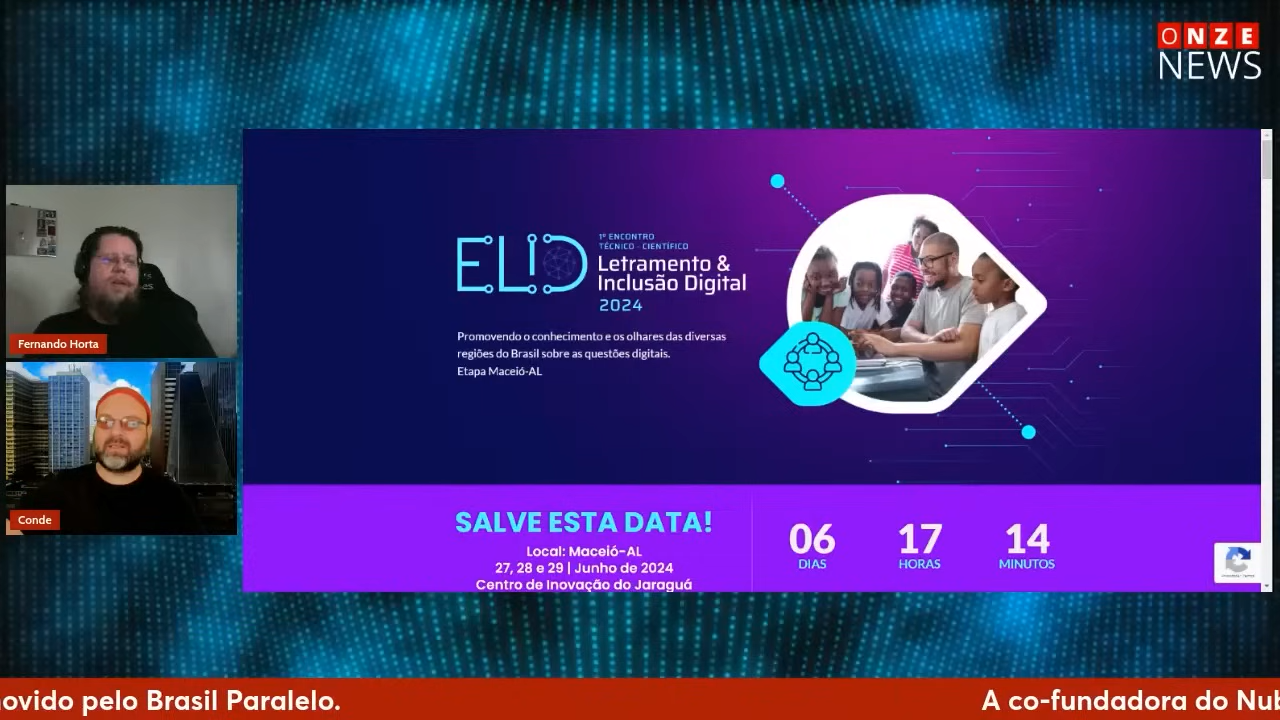 ONZE
NEWS
Fernando Horta
Conde
ELID
1º ENCONTRO
TÉCNICO - CIENTÍFICO
Letramento &
Inclusão Digital
2024
Promovendo o conhecimento e os olhares das diversas
regiões do Brasil sobre as questões digitais.
Etapa Maceió-AL
SALVE ESTA DATA!
Local: Maceió-AL
27, 28 e 29 | Junho de 2024
Centro de Inovação do Jaraguá
06 17 14
DIAS HORAS MINUTOS
ovido pelo Brasil Paralelo. A co-fundadora do Nub